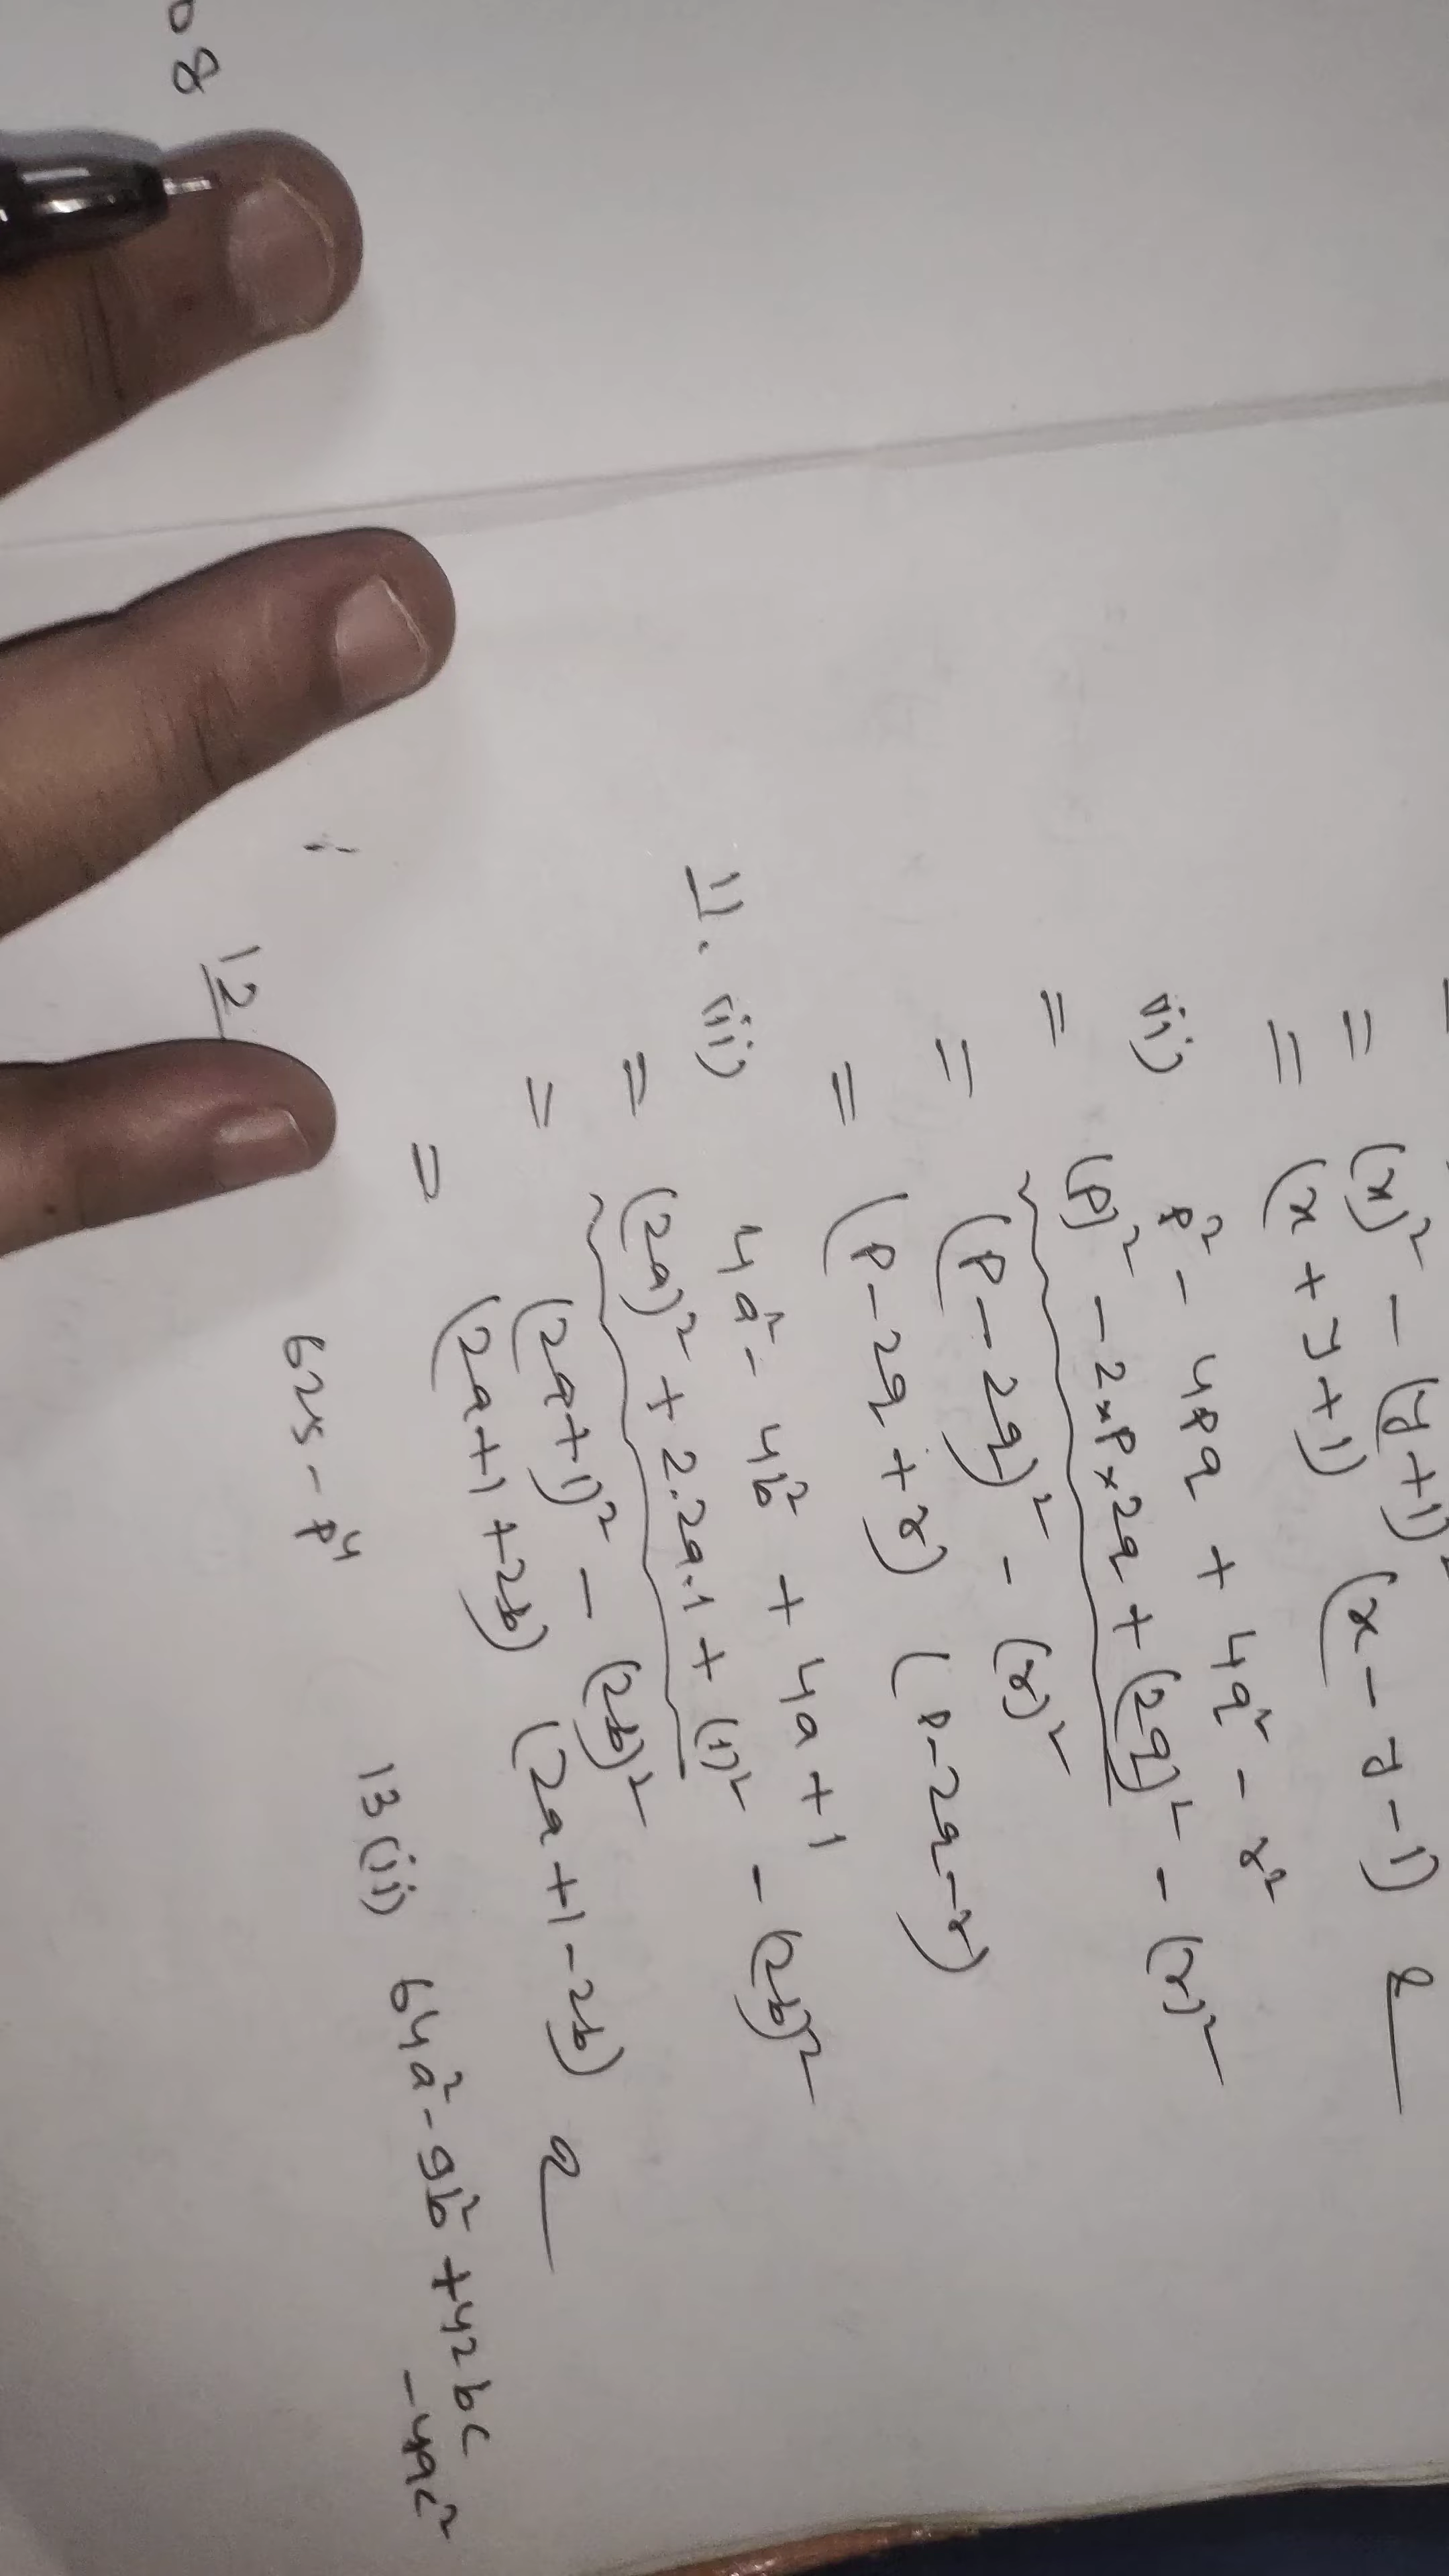 = (x)² - (y+1)²
= (x+y+1) (x-y-1)
ii) p² - 4pq + 4q² - r²
= (p)² - 2×p×2q + (2q)² - (r)²
= (p-2q)² - (r)²
= (p-2q+r) (p-2q-r)
11. (ii) 4a² - 4b² + 4a + 1
= (2a)² + 2.2a.1 + (1)² - (2b)²
= (2a+1)² - (2b)²
= (2a+1+2b) (2a+1-2b)
12 625 - p⁴
13 (ii) 64a² - 9b² + 42bc
- 49c²